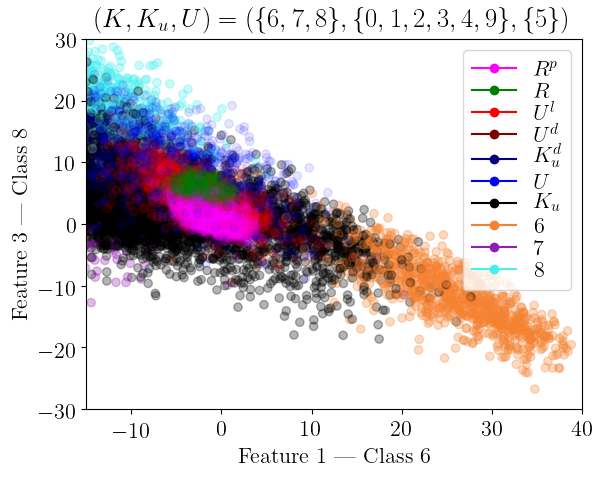 (K, K_u, U) = ({6, 7, 8}, {0, 1, 2, 3, 4, 9}, {5})
30
20
10
0
−10
−20
−30
Feature 3 — Class 8
R^p
R
U^l
U^d
K_u^d
U
K_u
6
7
8
−10
0
10
20
30
40
Feature 1 — Class 6